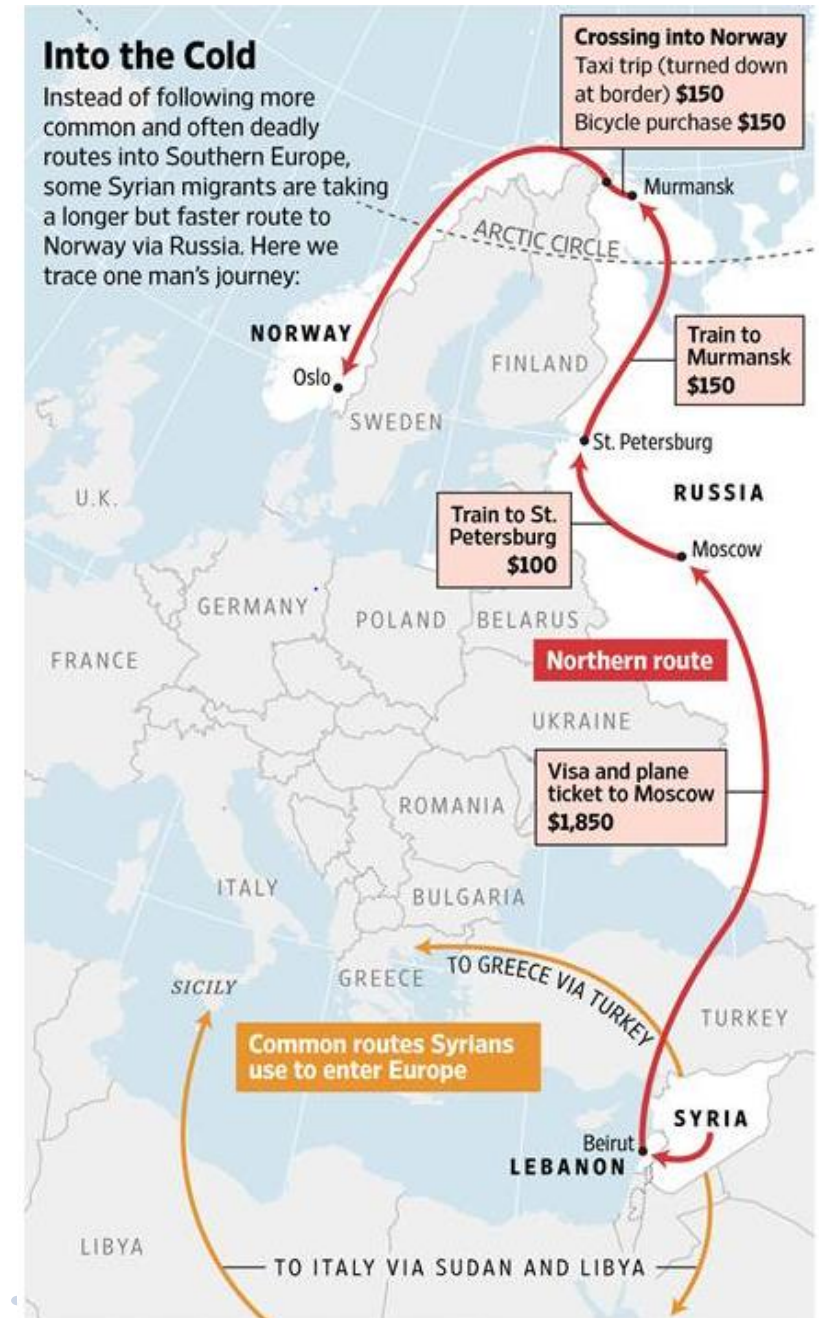 Into the Cold
Instead of following more
common and often deadly
routes into Southern Europe,
some Syrian migrants are taking
a longer but faster route to
Norway via Russia. Here we
trace one man's journey:
Crossing into Norway
Taxi trip (turned down
at border) $150
Bicycle purchase $150
Murmansk
ARCTIC CIRCLE
NORWAY
Oslo
FINLAND
SWEDEN
Train to
Murmansk
$150
St. Petersburg
U.K.
RUSSIA
Train to St.
Petersburg
$100
Moscow
GERMANY
POLAND
BELARUS
FRANCE
Northern route
UKRAINE
Visa and plane
ticket to Moscow
$1,850
ROMANIA
ITALY
BULGARIA
SICILY
GREECE
TO GREECE VIA TURKEY
TURKEY
Common routes Syrians
use to enter Europe
SYRIA
Beirut
LEBANON
LIBYA
TO ITALY VIA SUDAN AND LIBYA